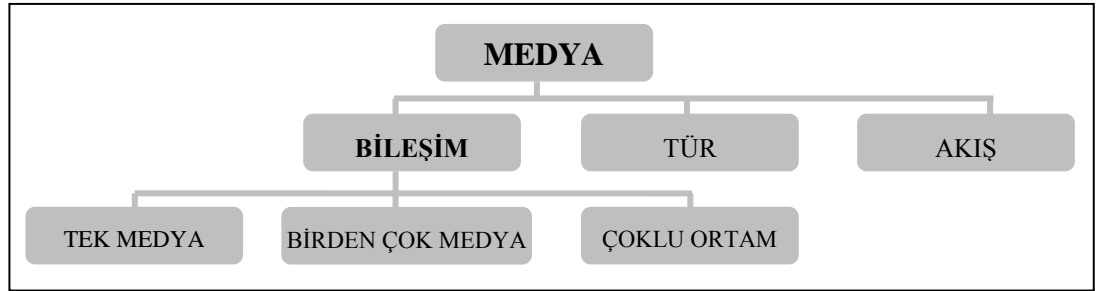 MEDYA
BİLEŞİM
TÜR
AKIŞ
TEK MEDYA
BİRDEN ÇOK MEDYA
ÇOKLU ORTAM